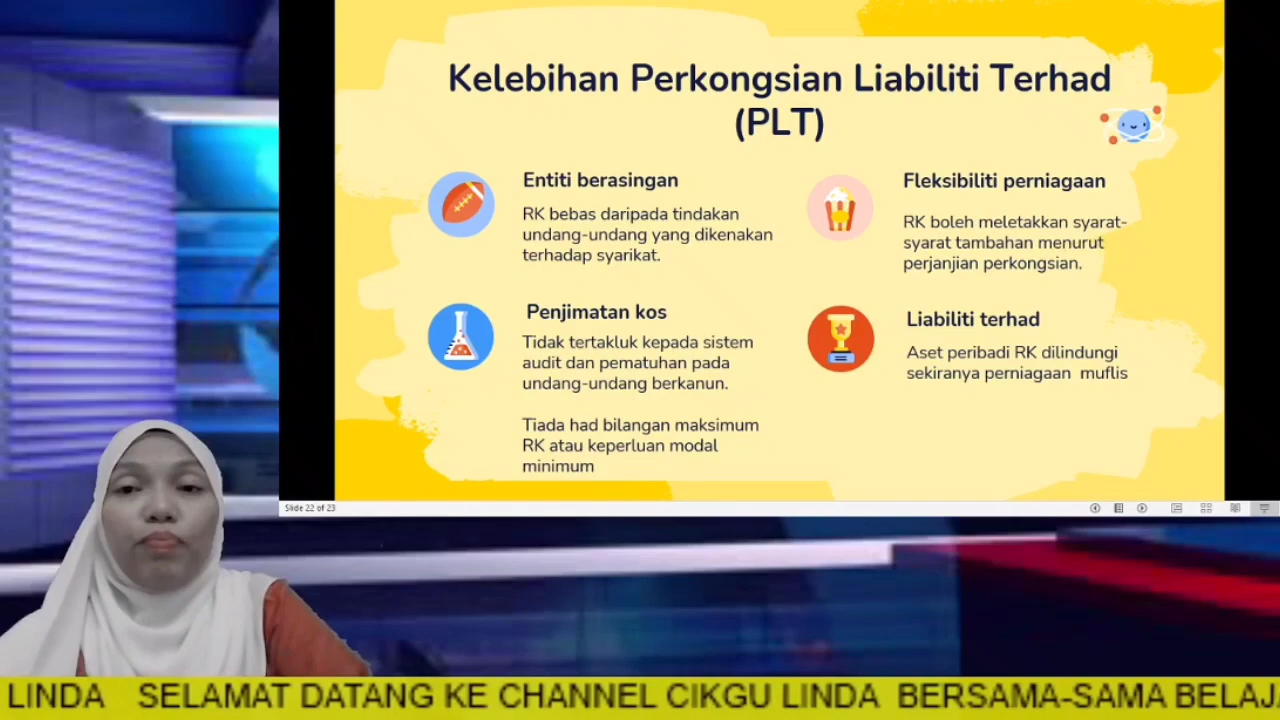 Kelebihan Perkongsian Liabiliti Terhad
(PLT)
Entiti berasingan
RK bebas daripada tindakan
undang-undang yang dikenakan
terhadap syarikat.
Fleksibiliti perniagaan
RK boleh meletakkan syarat-
syarat tambahan menurut
perjanjian perkongsian.
Penjimatan kos
Tidak tertakluk kepada sistem
audit dan pematuhan pada
undang-undang berkanun.
Tiada had bilangan maksimum
RK atau keperluan modal
minimum
Liabiliti terhad
Aset peribadi RK dilindungi
sekiranya perniagaan muflis
Slide 22 of 23
LINDA SELAMAT DATANG KE CHANNEL CIKGU LINDA BERSAMA-SAMA BELAJ